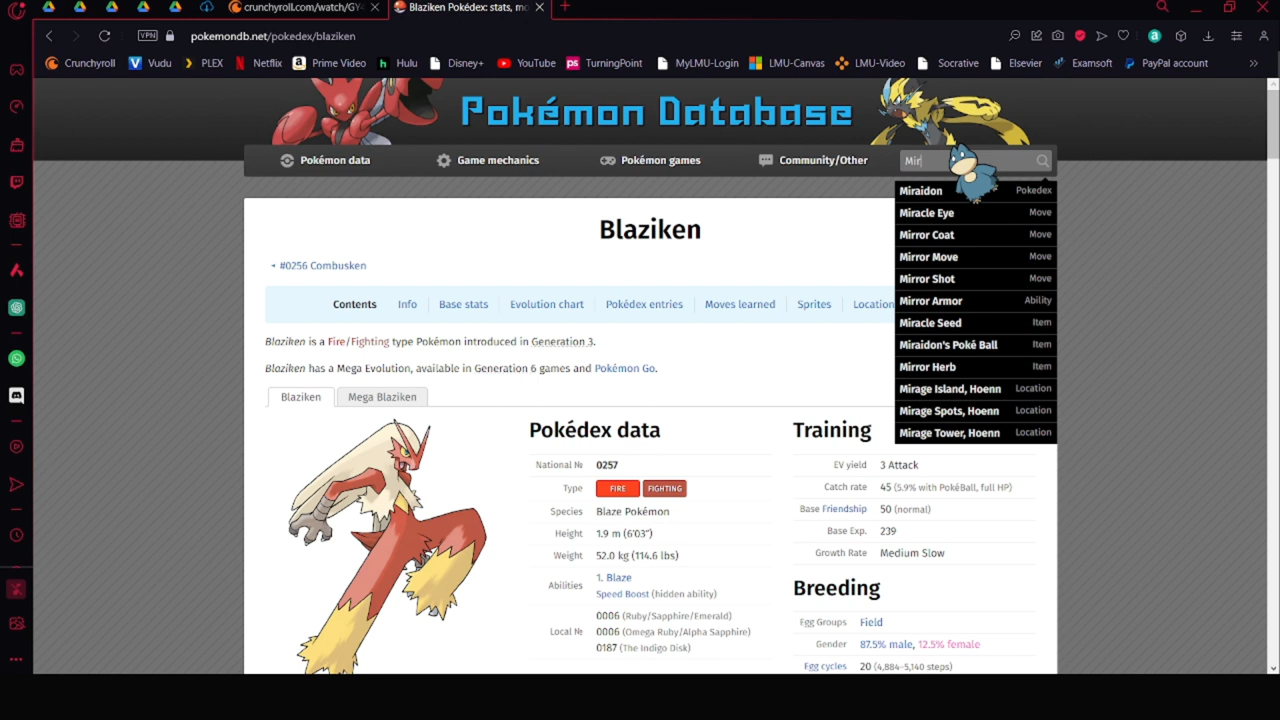 crunchyroll.com/watch/GY4 Blaziken Pokédex: stats, mo
VPN pokemondb.net/pokedex/blaziken
Crunchyroll Vudu PLEX Netflix Prime Video Hulu Disney+ YouTube TurningPoint MyLMU-Login LMU-Canvas LMU-Video Socrative Elsevier Examsoft PayPal account
Pokémon Database
Pokémon data Game mechanics Pokémon games Community/Other Mir
Miraidon Pokedex
Miracle Eye Move
Mirror Coat Move
Mirror Move Move
Mirror Shot Move
Mirror Armor Ability
Miracle Seed Item
Miraidon's Poké Ball Item
Mirror Herb Item
Mirage Island, Hoenn Location
Mirage Spots, Hoenn Location
Mirage Tower, Hoenn Location
Blaziken
#0256 Combusken
Contents Info Base stats Evolution chart Pokédex entries Moves learned Sprites Location
Blaziken is a Fire/Fighting type Pokémon introduced in Generation 3.
Blaziken has a Mega Evolution, available in Generation 6 games and Pokémon Go.
Blaziken Mega Blaziken
Pokédex data
National № 0257
Type FIRE FIGHTING
Species Blaze Pokémon
Height 1.9 m (6′03″)
Weight 52.0 kg (114.6 lbs)
Abilities 1. Blaze
Speed Boost (hidden ability)
Local № 0006 (Ruby/Sapphire/Emerald)
0006 (Omega Ruby/Alpha Sapphire)
0187 (The Indigo Disk)
Training
EV yield 3 Attack
Catch rate 45 (5.9% with PokéBall, full HP)
Base Friendship 50 (normal)
Base Exp. 239
Growth Rate Medium Slow
Breeding
Egg Groups Field
Gender 87.5% male, 12.5% female
Egg cycles 20 (4,884–5,140 steps)